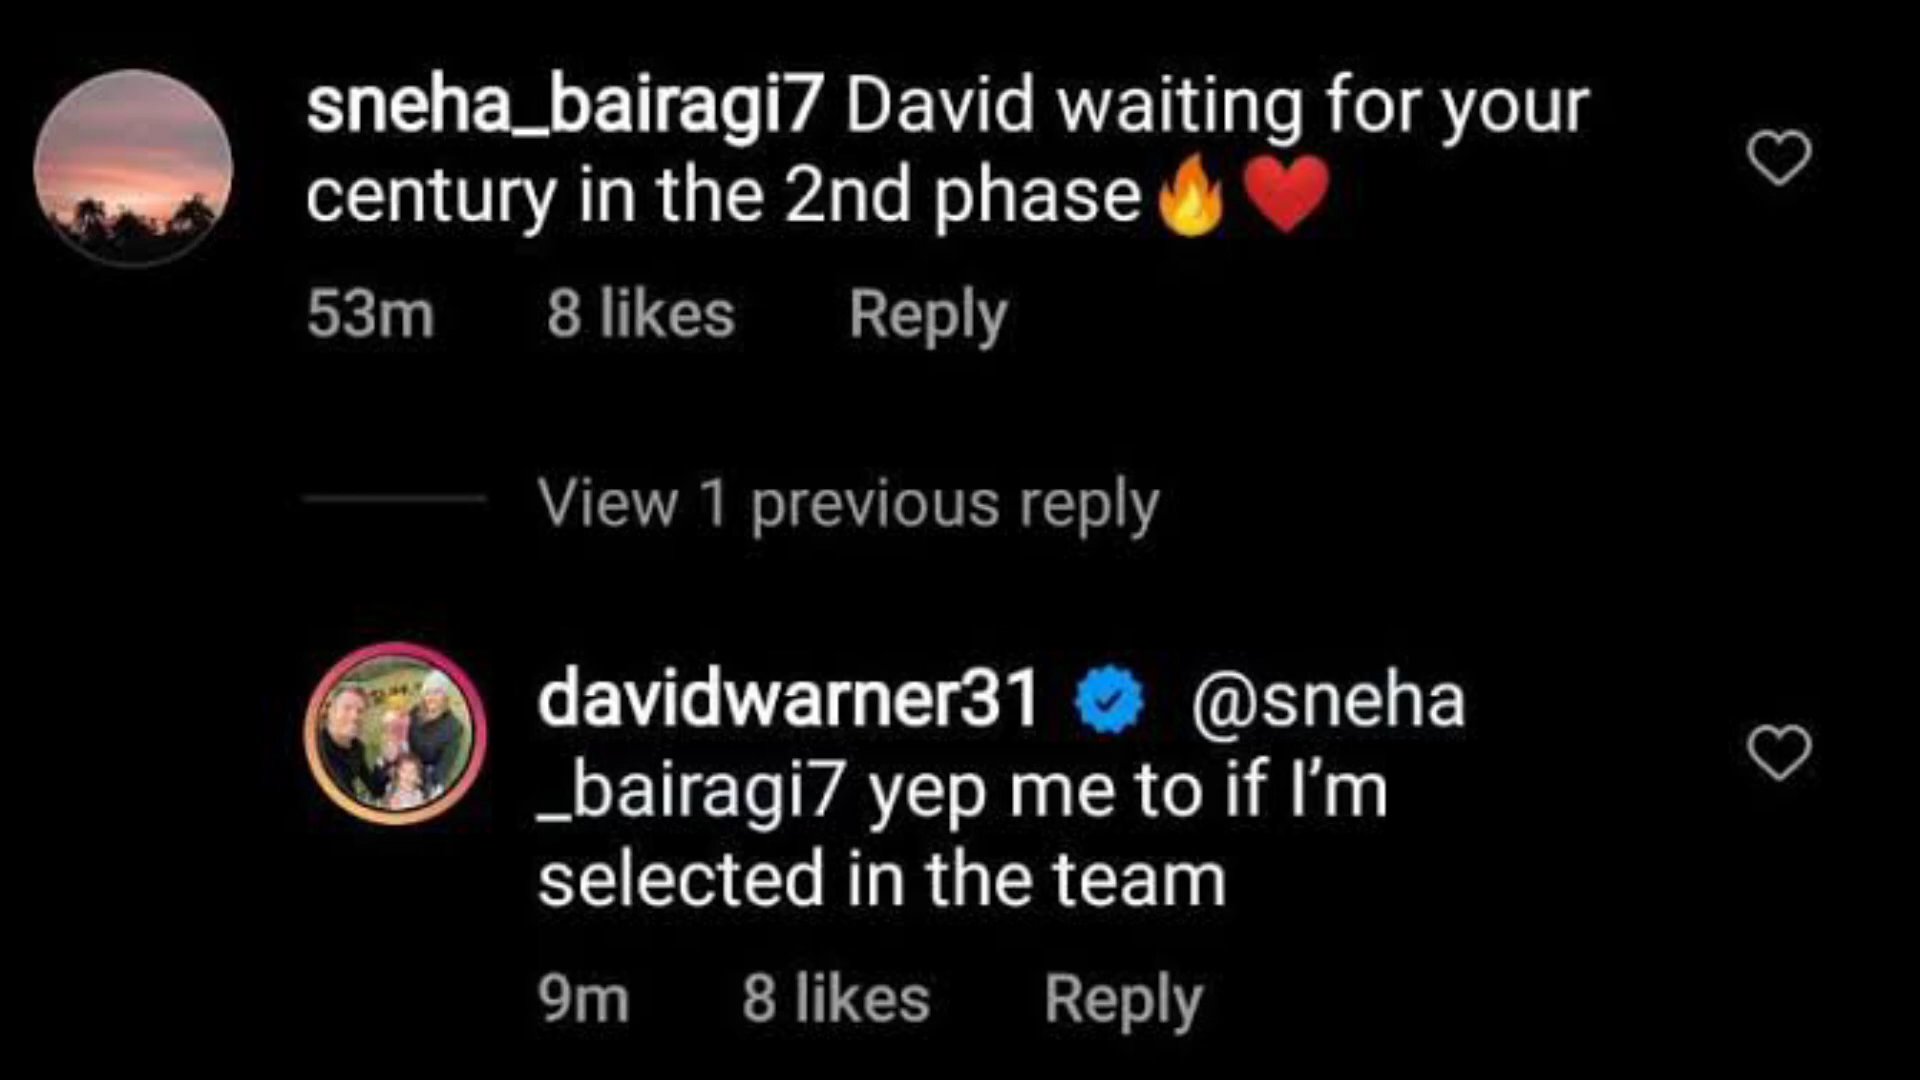 sneha_bairagi7 David waiting for your
century in the 2nd phase🔥❤️
53m 8 likes Reply
View 1 previous reply
davidwarner31 @sneha
_bairagi7 yep me to if I’m
selected in the team
9m 8 likes Reply